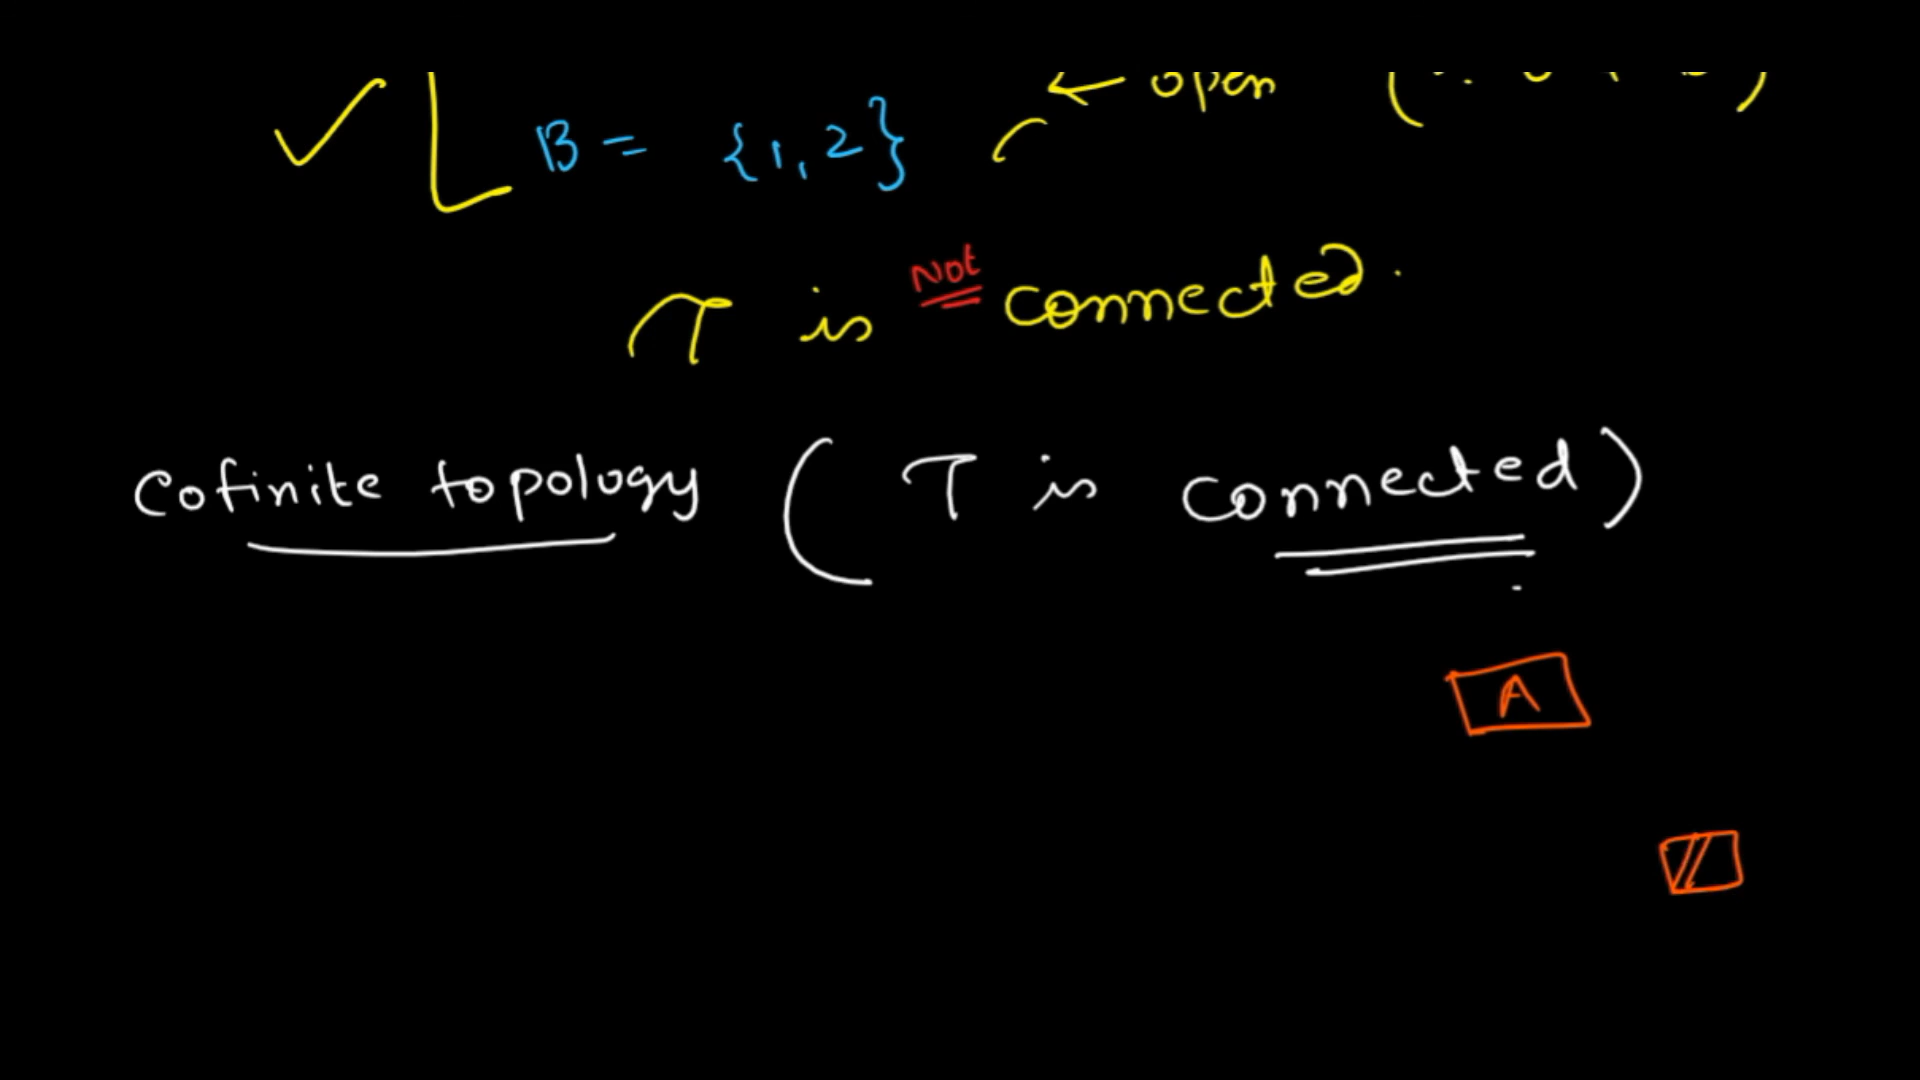 ← open
B = {1, 2}
τ is Not connected.
Cofinite topology ( τ is connected )
A